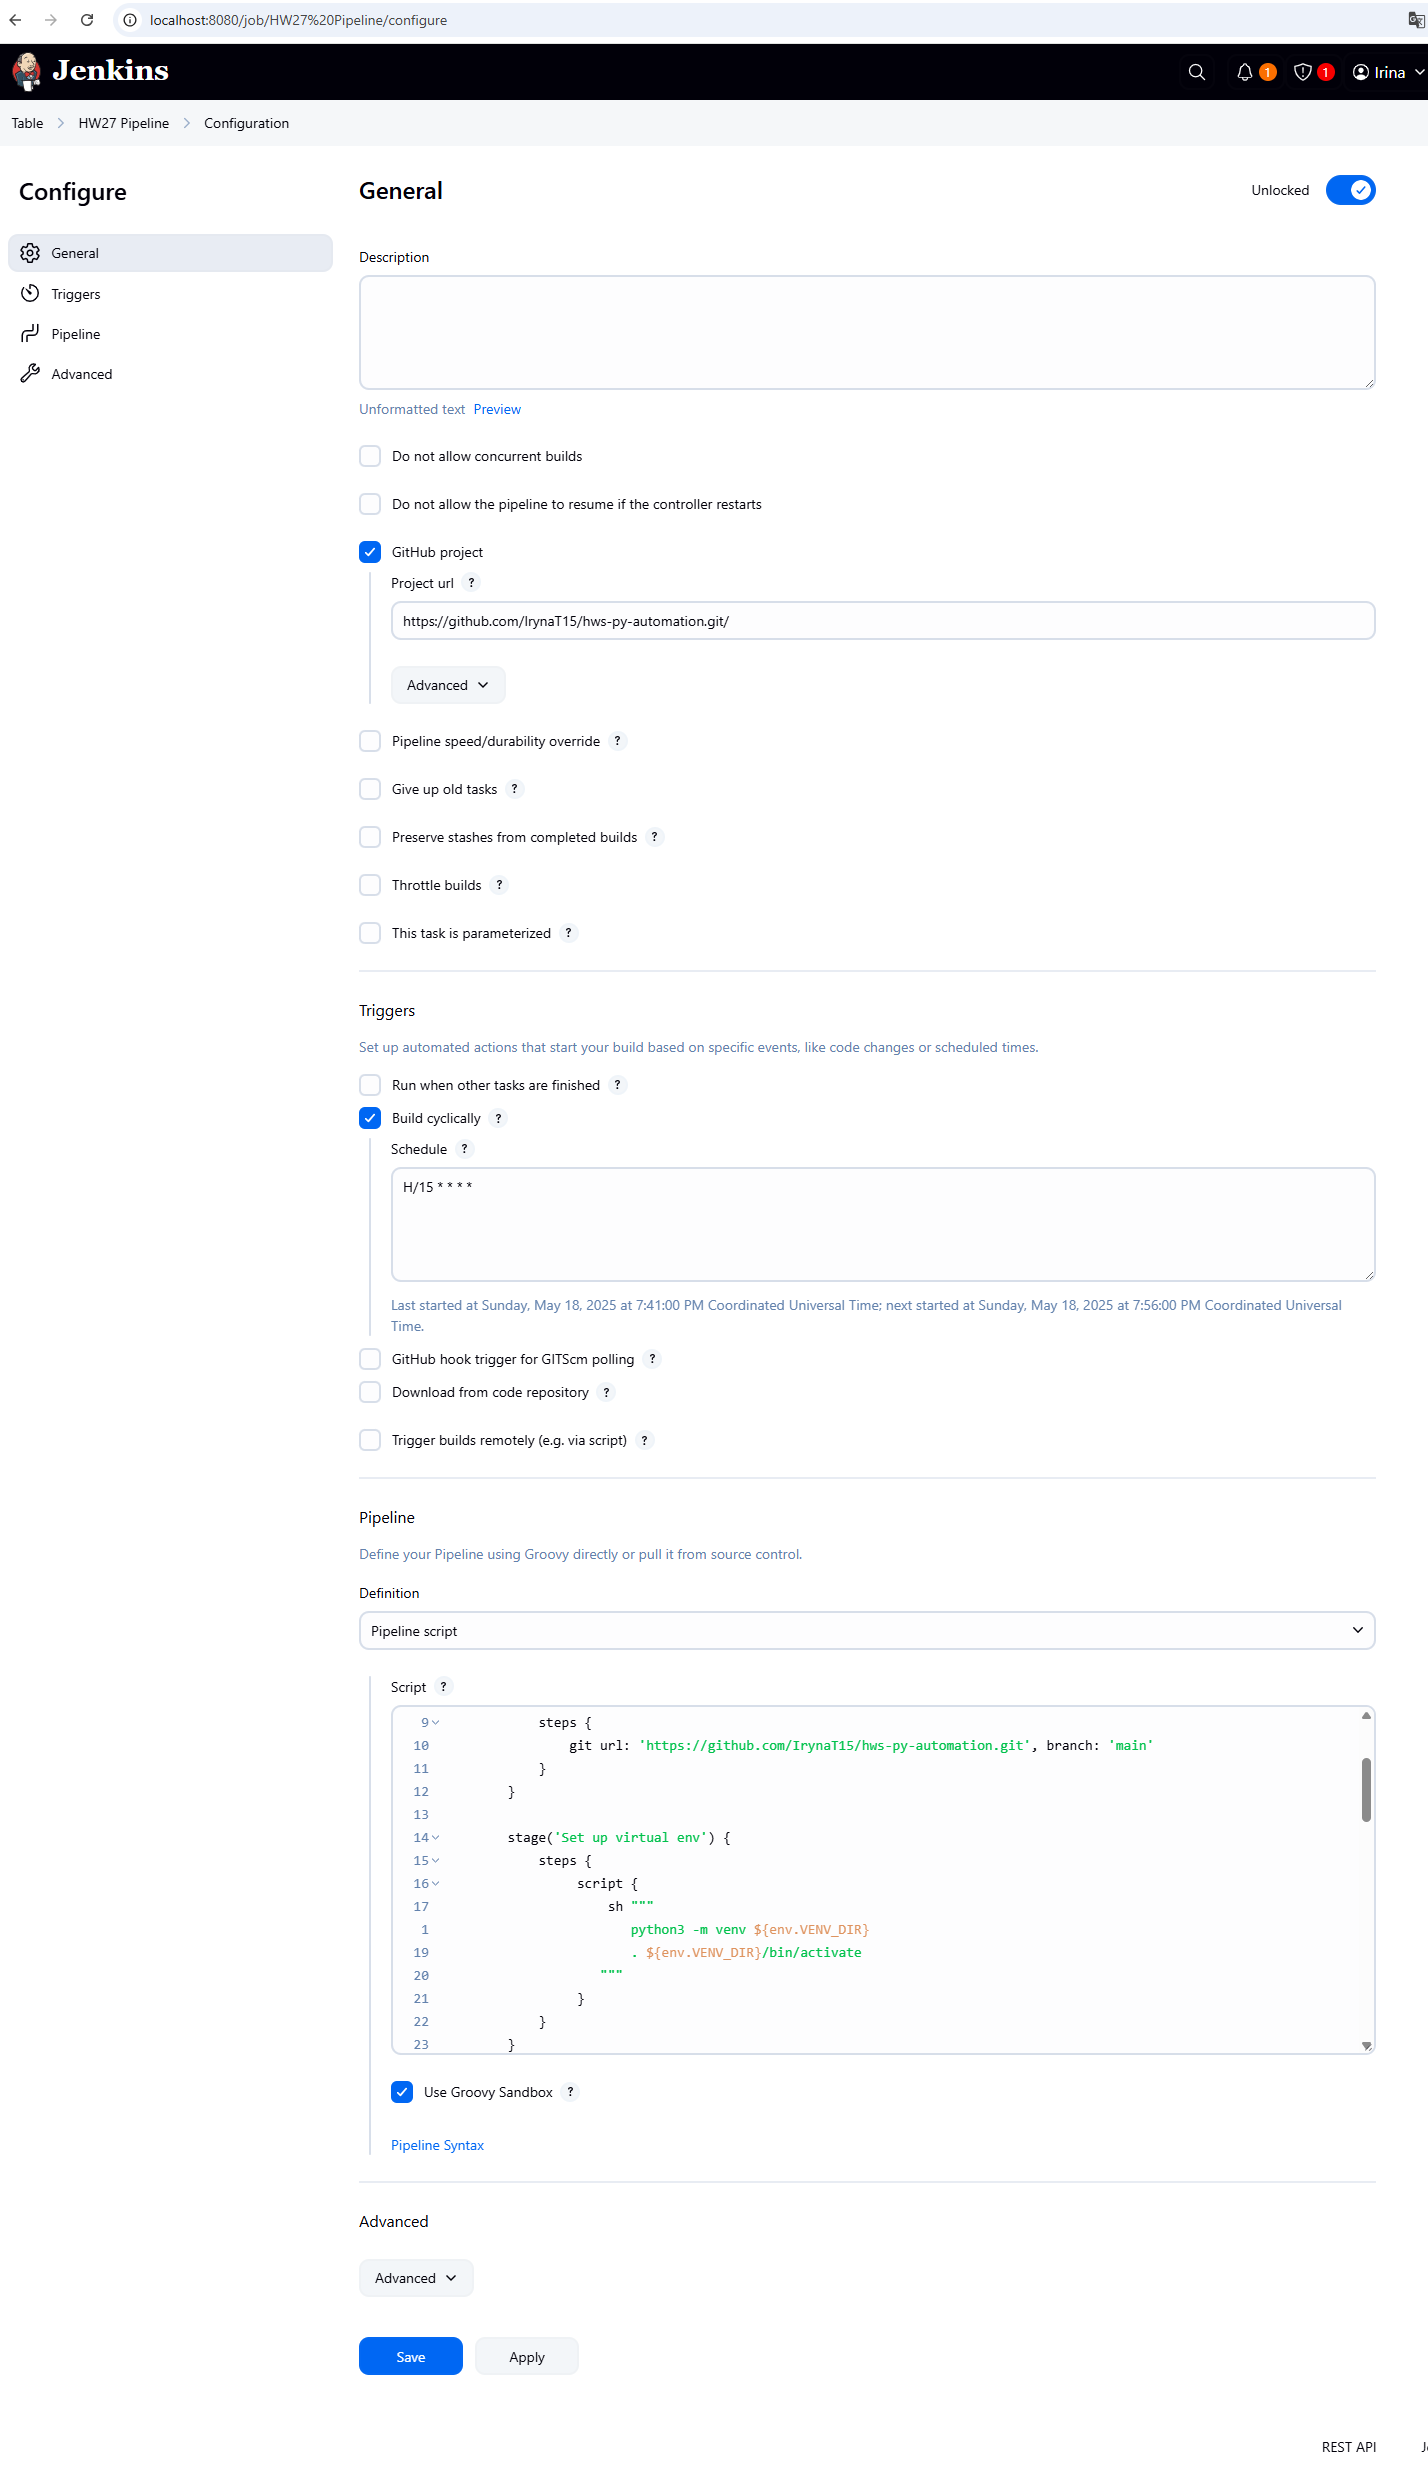 localhost:8080/job/HW27%20Pipeline/configure
Jenkins
1
1
Irina
Table
HW27 Pipeline
Configuration
Configure
General
Triggers
Pipeline
Advanced
General
Unlocked
Description
Unformatted text Preview
Do not allow concurrent builds
Do not allow the pipeline to resume if the controller restarts
GitHub project
Project url ?
https://github.com/IrynaT15/hws-py-automation.git/
Advanced
Pipeline speed/durability override ?
Give up old tasks ?
Preserve stashes from completed builds ?
Throttle builds ?
This task is parameterized ?
Triggers
Set up automated actions that start your build based on specific events, like code changes or scheduled times.
Run when other tasks are finished ?
Build cyclically ?
Schedule ?
H/15 * * * *
Last started at Sunday, May 18, 2025 at 7:41:00 PM Coordinated Universal Time; next started at Sunday, May 18, 2025 at 7:56:00 PM Coordinated Universal
Time.
GitHub hook trigger for GITScm polling ?
Download from code repository ?
Trigger builds remotely (e.g. via script) ?
Pipeline
Define your Pipeline using Groovy directly or pull it from source control.
Definition
Pipeline script
Script ?
9 steps {
10 git url: 'https://github.com/IrynaT15/hws-py-automation.git', branch: 'main'
11 }
12 }
13
14 stage('Set up virtual env') {
15 steps {
16 script {
17 sh """
1 python3 -m venv ${env.VENV_DIR}
19 . ${env.VENV_DIR}/bin/activate
20 """
21 }
22 }
23 }
Use Groovy Sandbox ?
Pipeline Syntax
Advanced
Advanced
Save
Apply
REST API